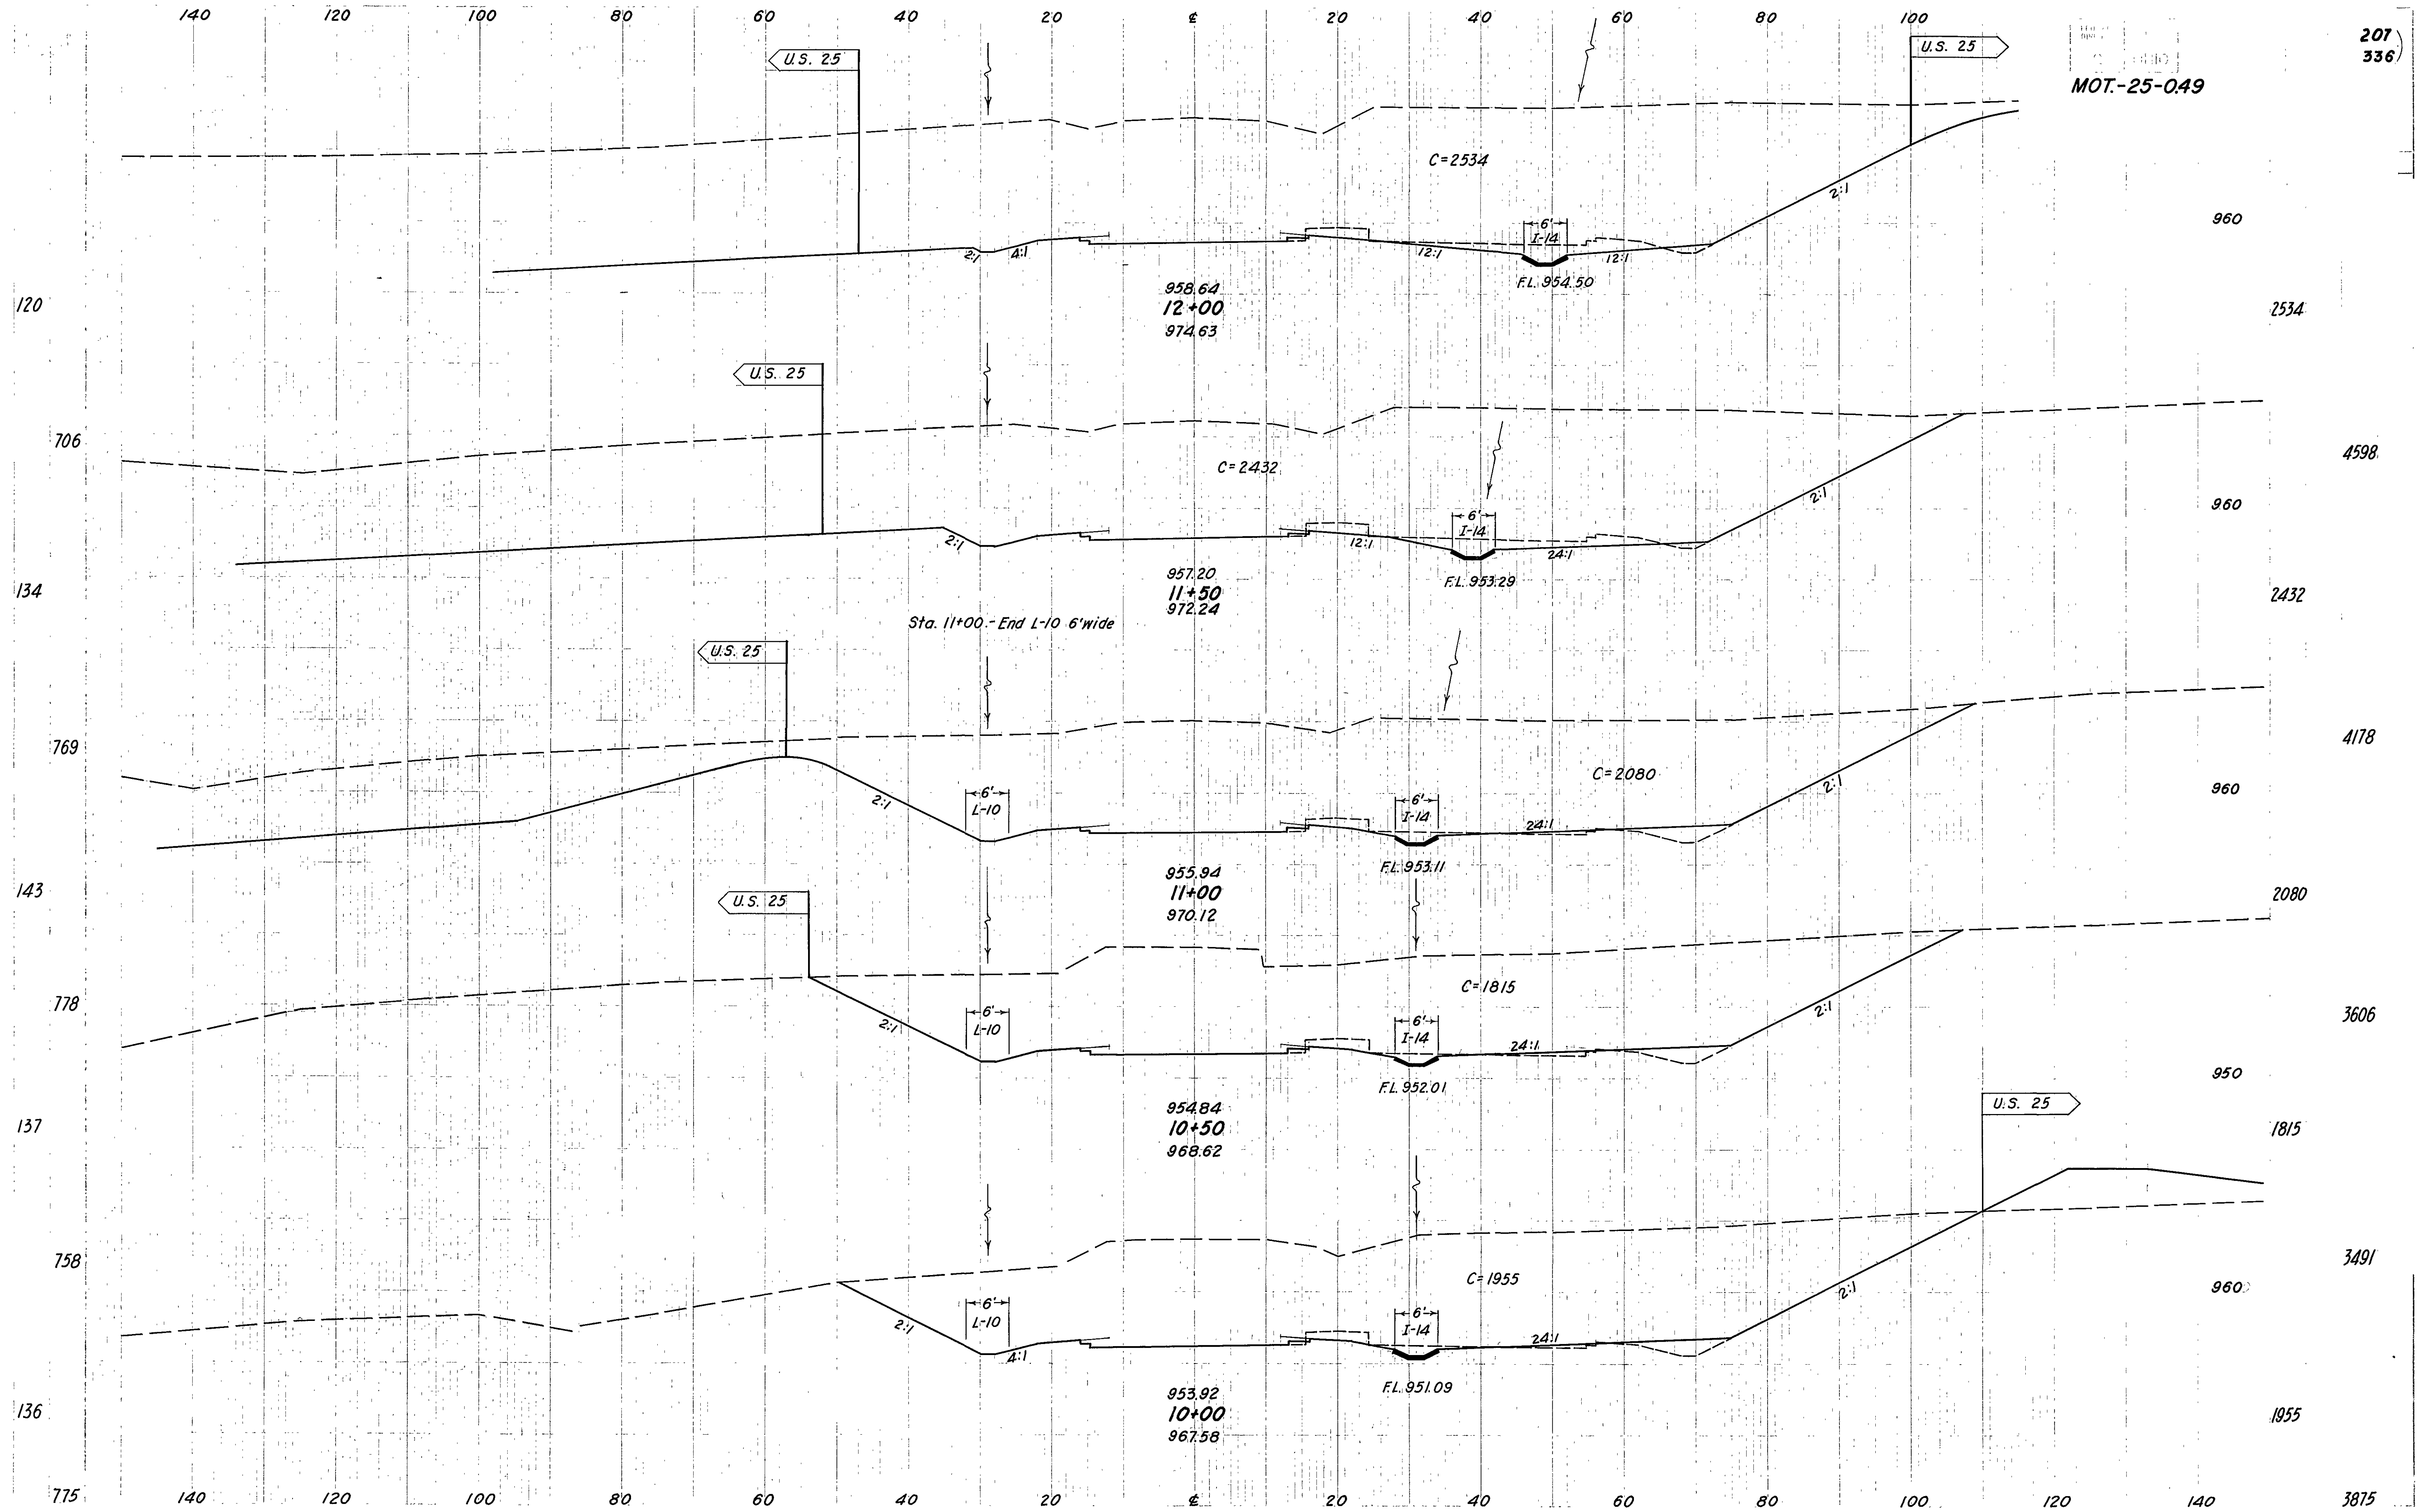 140 120 100 80 60 40 20 ℄ 20 40 60 80 100
207
336
MOT.-25-0.49
U.S. 25
U.S. 25
C=2534
2:1
960
6'
I-14
2:1 4:1 12:1 12:1
F.L. 954.50
958.64
12+00
974.63
120
2534
U.S. 25
706
4598
C=2432
2:1
960
6'
I-14
2:1 12:1 24:1
F.L. 953.29
957.20
11+50
972.24
134
2432
Sta. 11+00 - End L-10 6' wide
U.S. 25
769
4178
C=2080
2:1
960
6'
L-10
6'
I-14
2:1
24:1
F.L. 953.11
955.94
11+00
970.12
143
2080
U.S. 25
778
3606
C=1815
2:1
6'
L-10
6'
I-14
2:1
24:1
F.L. 952.01
950
954.84
10+50
968.62
137
1815
U.S. 25
758
3491
C=1955
2:1
960
6'
L-10
6'
I-14
2:1
4:1
24:1
F.L. 951.09
953.92
10+00
967.58
136
1955
775
3875
140 120 100 80 60 40 20 ℄ 20 40 60 80 100 120 140